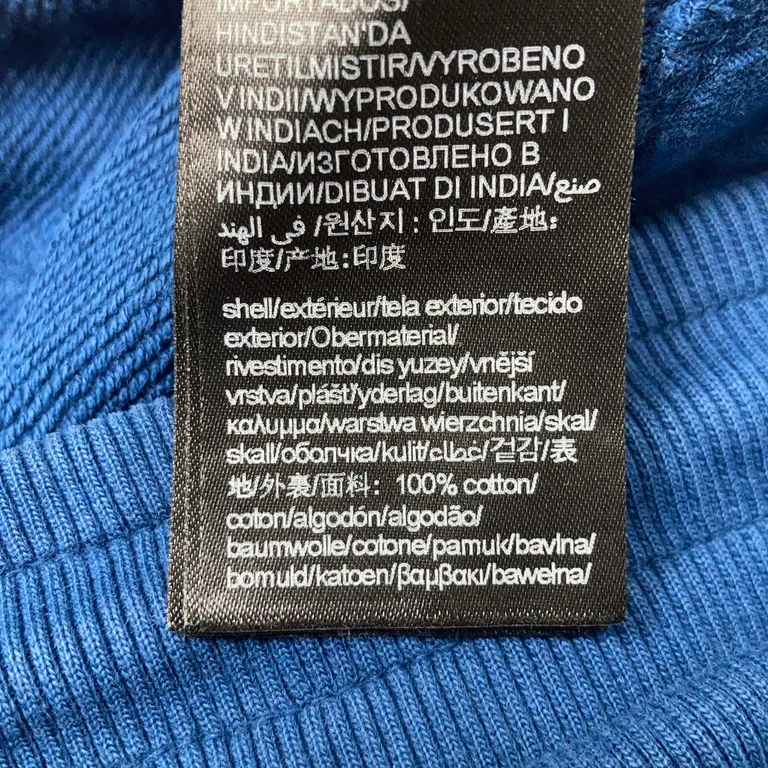 IMPORTADOS/
HINDISTAN'DA
URETILMISTIR/VYROBENO
V INDII/WYPRODUKOWANO
W INDIACH/PRODUSERT I
INDIA/ИЗГОТОВЛЕНО В
ИНДИИ/DIBUAT DI INDIA/صنع
في الهند/원산지: 인도/產地:
印度/产地:印度
shell/extérieur/tela exterior/tecido
exterior/Obermaterial/
rivestimento/dis yuzey/vnější
vrstva/plášť/yderlag/buitenkant/
καλυμμα/warstwa wierzchnia/skal/
skall/оболчка/kulit/غطاء/겉감/表
地/外裏/面料: 100% cotton/
coton/algodón/algodão/
baumwolle/cotone/pamuk/bavlna/
bomuld/katoen/βαμβακι/bawełna/